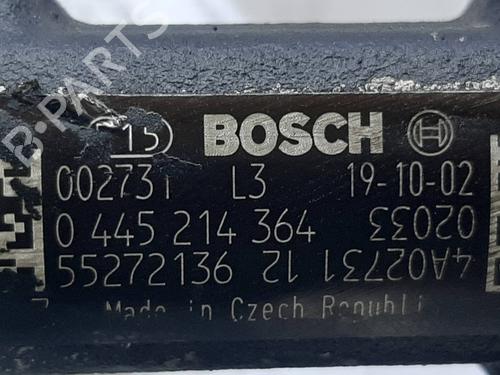 B-PARTS
15 BOSCH
002731 L3 19-10-02
0 445 214 364 02033
55272136 12 4A02731
Made in Czech Republi